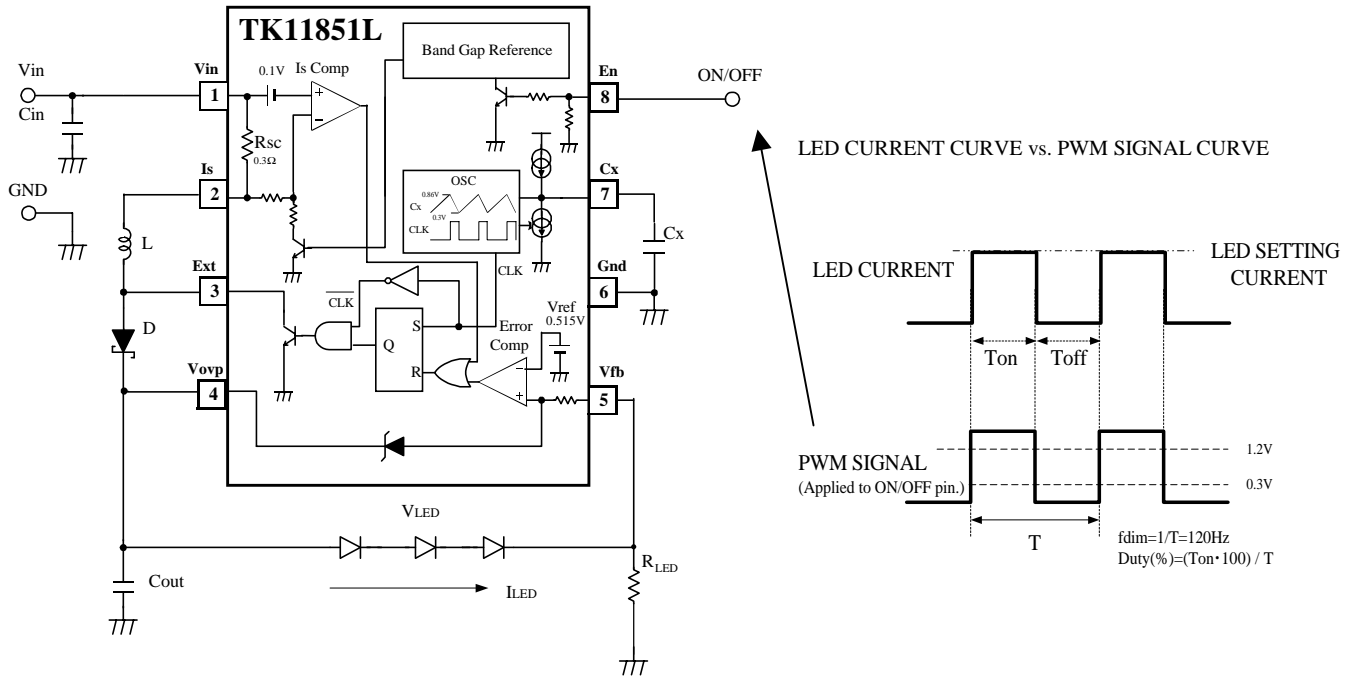 TK11851L
Band Gap Reference
Vin
Cin
GND
Vin
1
0.1V
Is Comp
Rsc
0.3Ω
Is
2
L
Ext
3
D
Vovp
4
En
8
ON/OFF
OSC
0.86V
Cx
0.3V
CLK
CLK
Cx
7
Cx
Gnd
6
CLK
S
Q
R
Error
Comp
Vref
0.515V
Vfb
5
VLED
ILED
RLED
Cout
LED CURRENT CURVE vs. PWM SIGNAL CURVE
LED CURRENT
LED SETTING
CURRENT
Ton
Toff
PWM SIGNAL
(Applied to ON/OFF pin.)
1.2V
0.3V
T
fdim=1/T=120Hz
Duty(%)=(Ton･100) / T